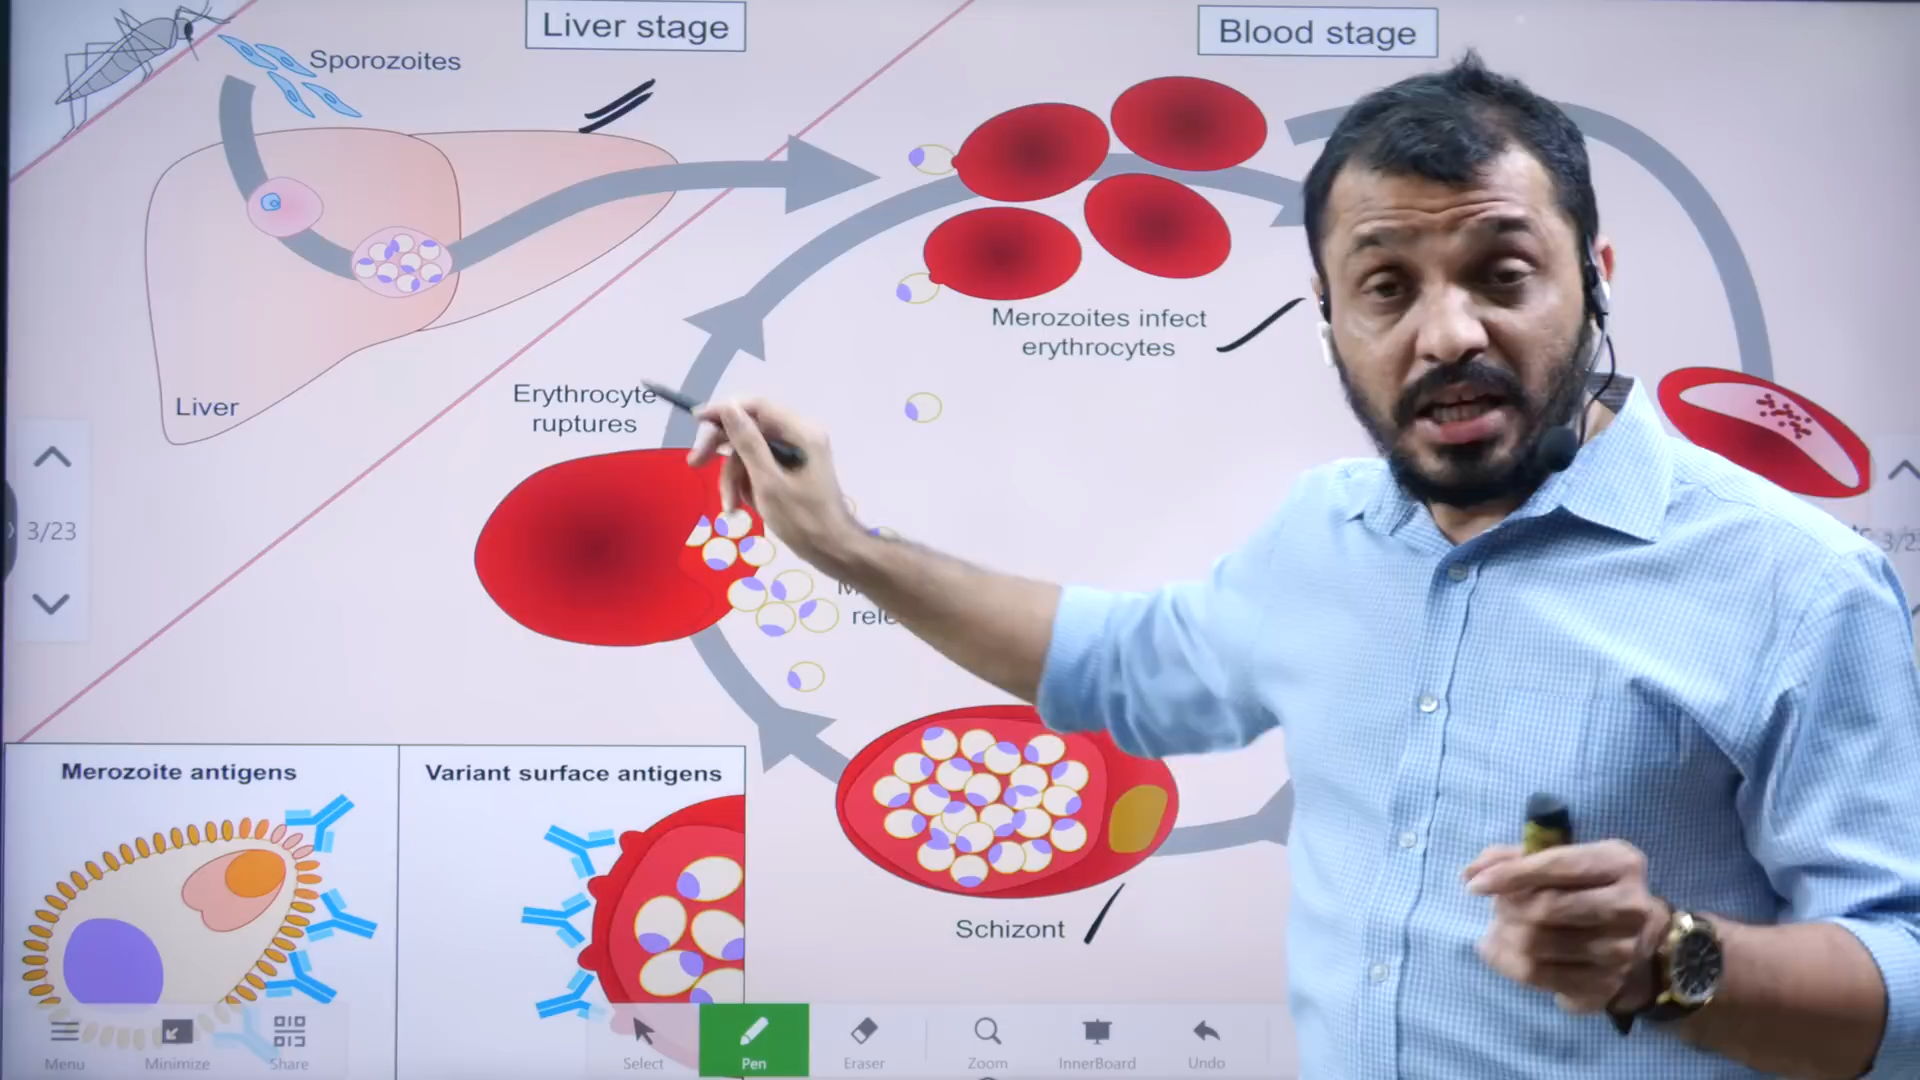 Liver stage
Blood stage
Sporozoites
Merozoites infect
erythrocytes
Erythrocyte
ruptures
Liver
3/23
Merozoite antigens
Variant surface antigens
Schizont
Menu
Minimize
Share
Select
Pen
Eraser
Zoom
InnerBoard
Undo